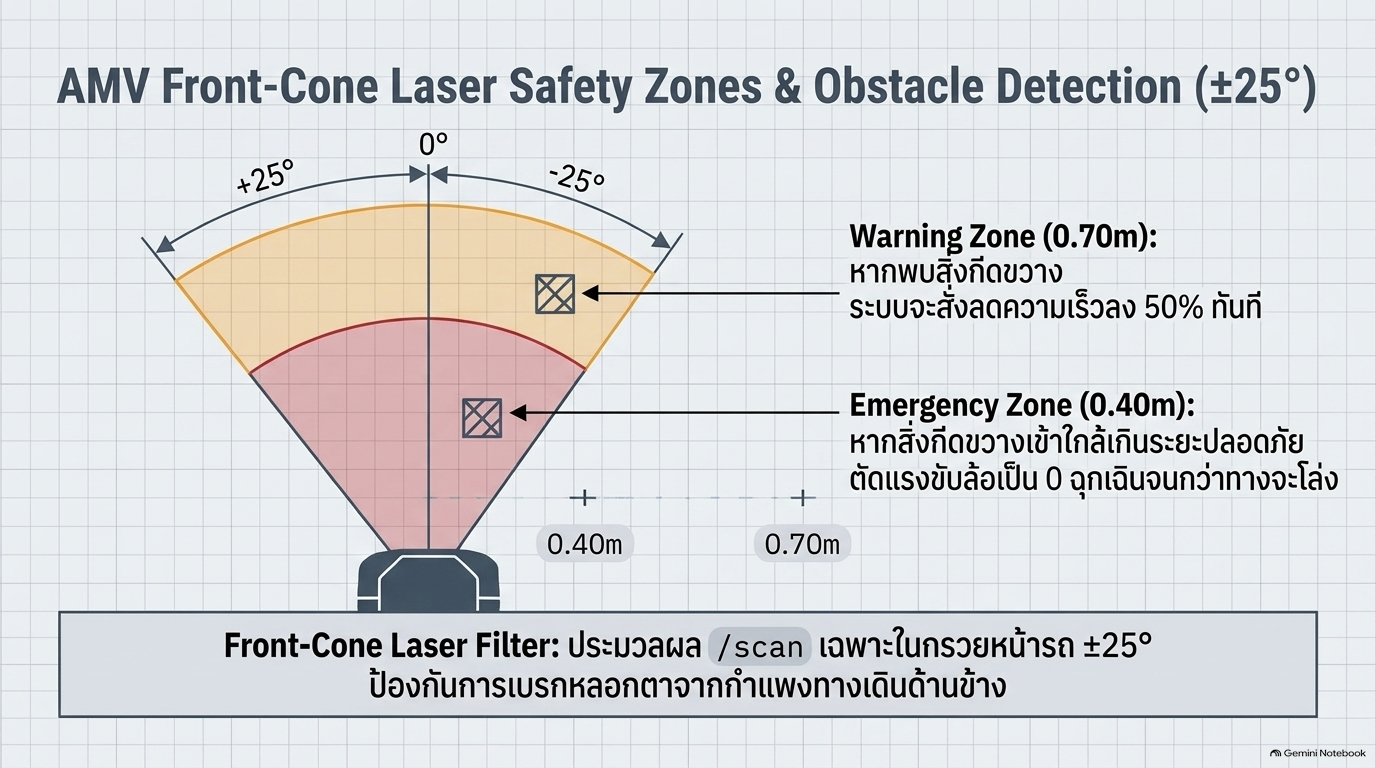 AMV Front-Cone Laser Safety Zones & Obstacle Detection (±25°)
0°
+25°
-25°
Warning Zone (0.70m):
หากพบสิ่งกีดขวาง
ระบบจะสั่งลดความเร็วลง 50% ทันที
Emergency Zone (0.40m):
หากสิ่งกีดขวางเข้าใกล้เกินระยะปลอดภัย
ตัดแรงขับล้อเป็น 0 ฉุกเฉินจนกว่าทางจะโล่ง
0.40m
0.70m
Front-Cone Laser Filter: ประมวลผล /scan เฉพาะในกรวยหน้ารถ ±25°
ป้องกันการเบรกหลอกตาจากกำแพงทางเดินด้านข้าง
Gemini Notebook